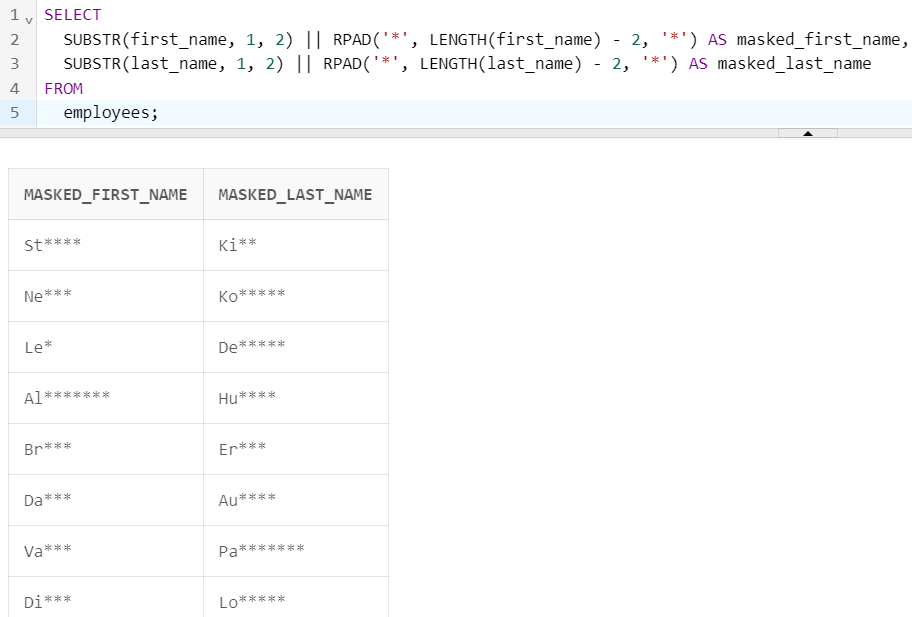 1 SELECT
2 SUBSTR(first_name, 1, 2) || RPAD('*', LENGTH(first_name) - 2, '*') AS masked_first_name,
3 SUBSTR(last_name, 1, 2) || RPAD('*', LENGTH(last_name) - 2, '*') AS masked_last_name
4 FROM
5 employees;
MASKED_FIRST_NAME MASKED_LAST_NAME
St**** Ki**
Ne*** Ko*****
Le* De*****
Al******* Hu****
Br*** Er***
Da*** Au****
Va*** Pa*******
Di*** Lo*****